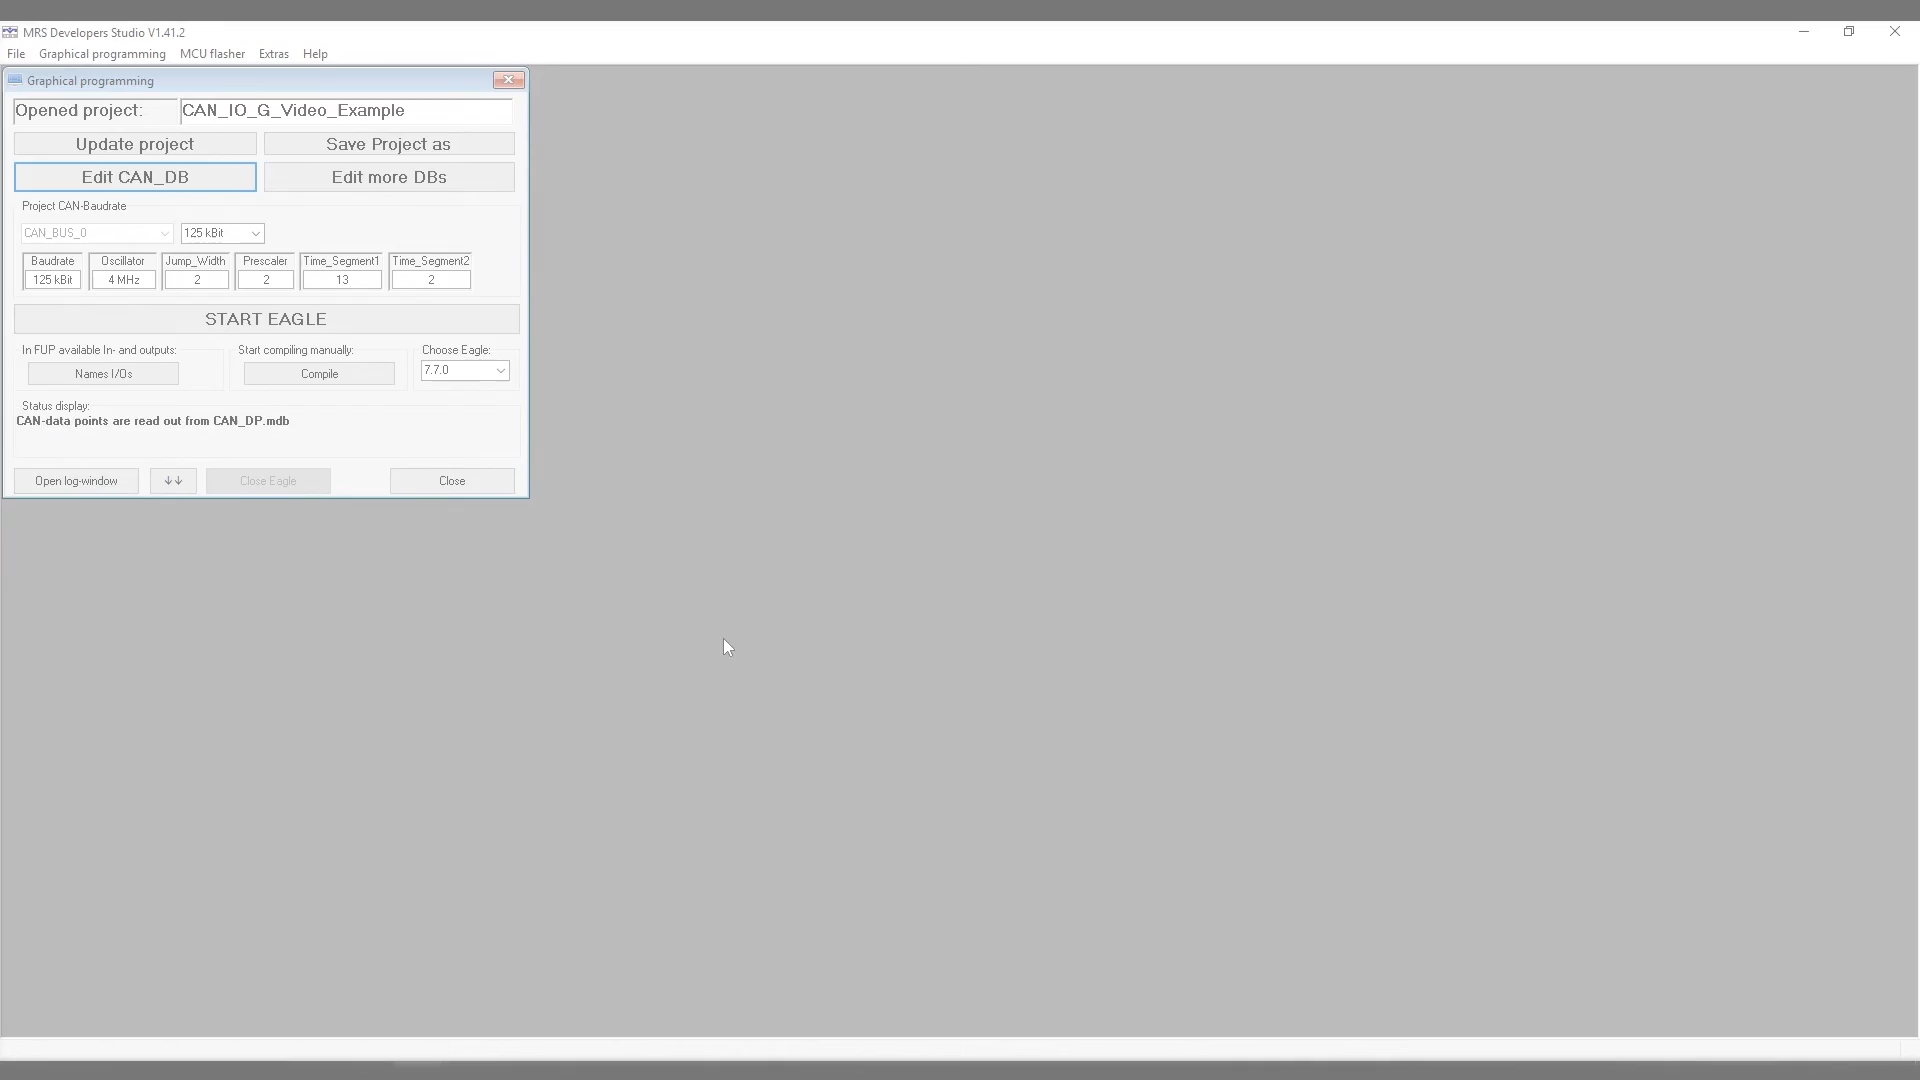 MRS Developers Studio V1.41.2
File Graphical programming MCU flasher Extras Help
Graphical programming
Opened project: CAN_IO_G_Video_Example
Update project Save Project as
Edit CAN_DB Edit more DBs
Project CAN-Baudrate
CAN_BUS_0 125 kBit
Baudrate Oscillator Jump_Width Prescaler Time_Segment1 Time_Segment2
125 kBit 4 MHz 2 2 13 2
START EAGLE
In FUP available In- and outputs: Start compiling manually: Choose Eagle:
Names I/Os Compile 7.7.0
Status display:
CAN-data points are read out from CAN_DP.mdb
Open log-window ↓↓ Close Eagle Close